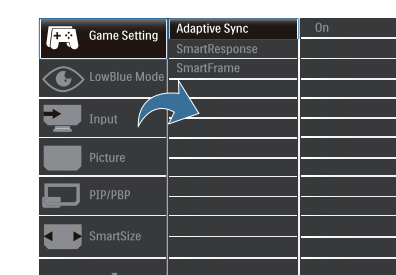 Game Setting
Adaptive Sync
On
SmartResponse
LowBlue Mode
SmartFrame
Input
Picture
PIP/PBP
SmartSize